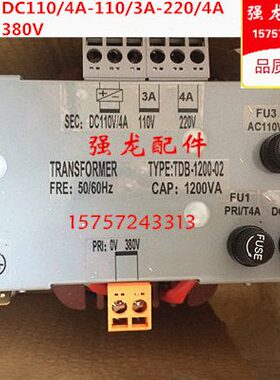 DC110/4A-110/3A-220/4A
380V
强龙
1575
品质
3A
4A
SEC: DC110V/4A 110V 220V
FU3
AC110V
强龙配件
TRANSFORMER
TYPE:TDB-1200-02
FRE: 50/60Hz
CAP: 1200VA
FU1
PRI/T4A
15757243313
PRI: 0V 380V
FUSE